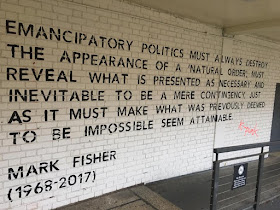 EMANCIPATORY POLITICS MUST ALWAYS DESTROY
THE APPEARANCE OF A 'NATURAL ORDER', MUST
REVEAL WHAT IS PRESENTED AS NECESSARY AND
INEVITABLE TO BE A MERE CONTINGENCY, JUST
AS IT MUST MAKE WHAT WAS PREVIOUSLY DEEMED
TO BE IMPOSSIBLE SEEM ATTAINABLE.
MARK FISHER
(1968-2017)